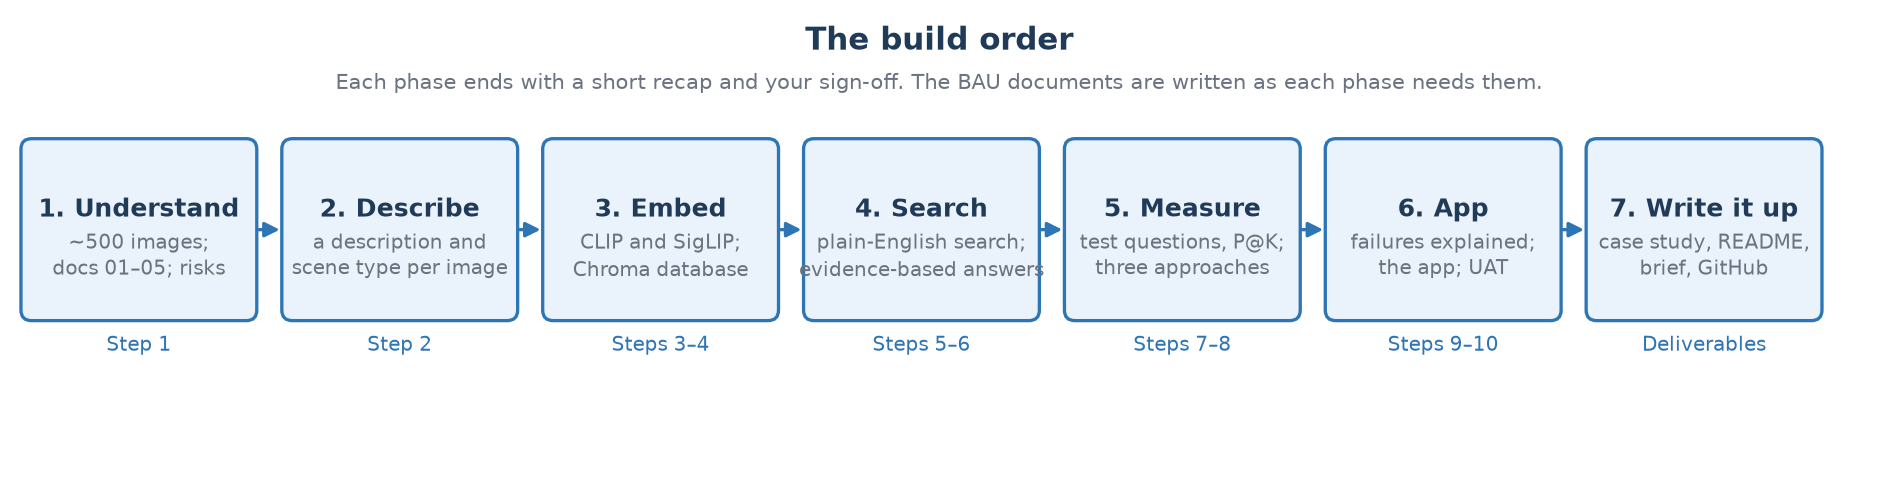 The build order
Each phase ends with a short recap and your sign-off. The BAU documents are written as each phase needs them.
1. Understand
~500 images;
docs 01–05; risks
Step 1
2. Describe
a description and
scene type per image
Step 2
3. Embed
CLIP and SigLIP;
Chroma database
Steps 3–4
4. Search
plain-English search;
evidence-based answers
Steps 5–6
5. Measure
test questions, P@K;
three approaches
Steps 7–8
6. App
failures explained;
the app; UAT
Steps 9–10
7. Write it up
case study, README,
brief, GitHub
Deliverables